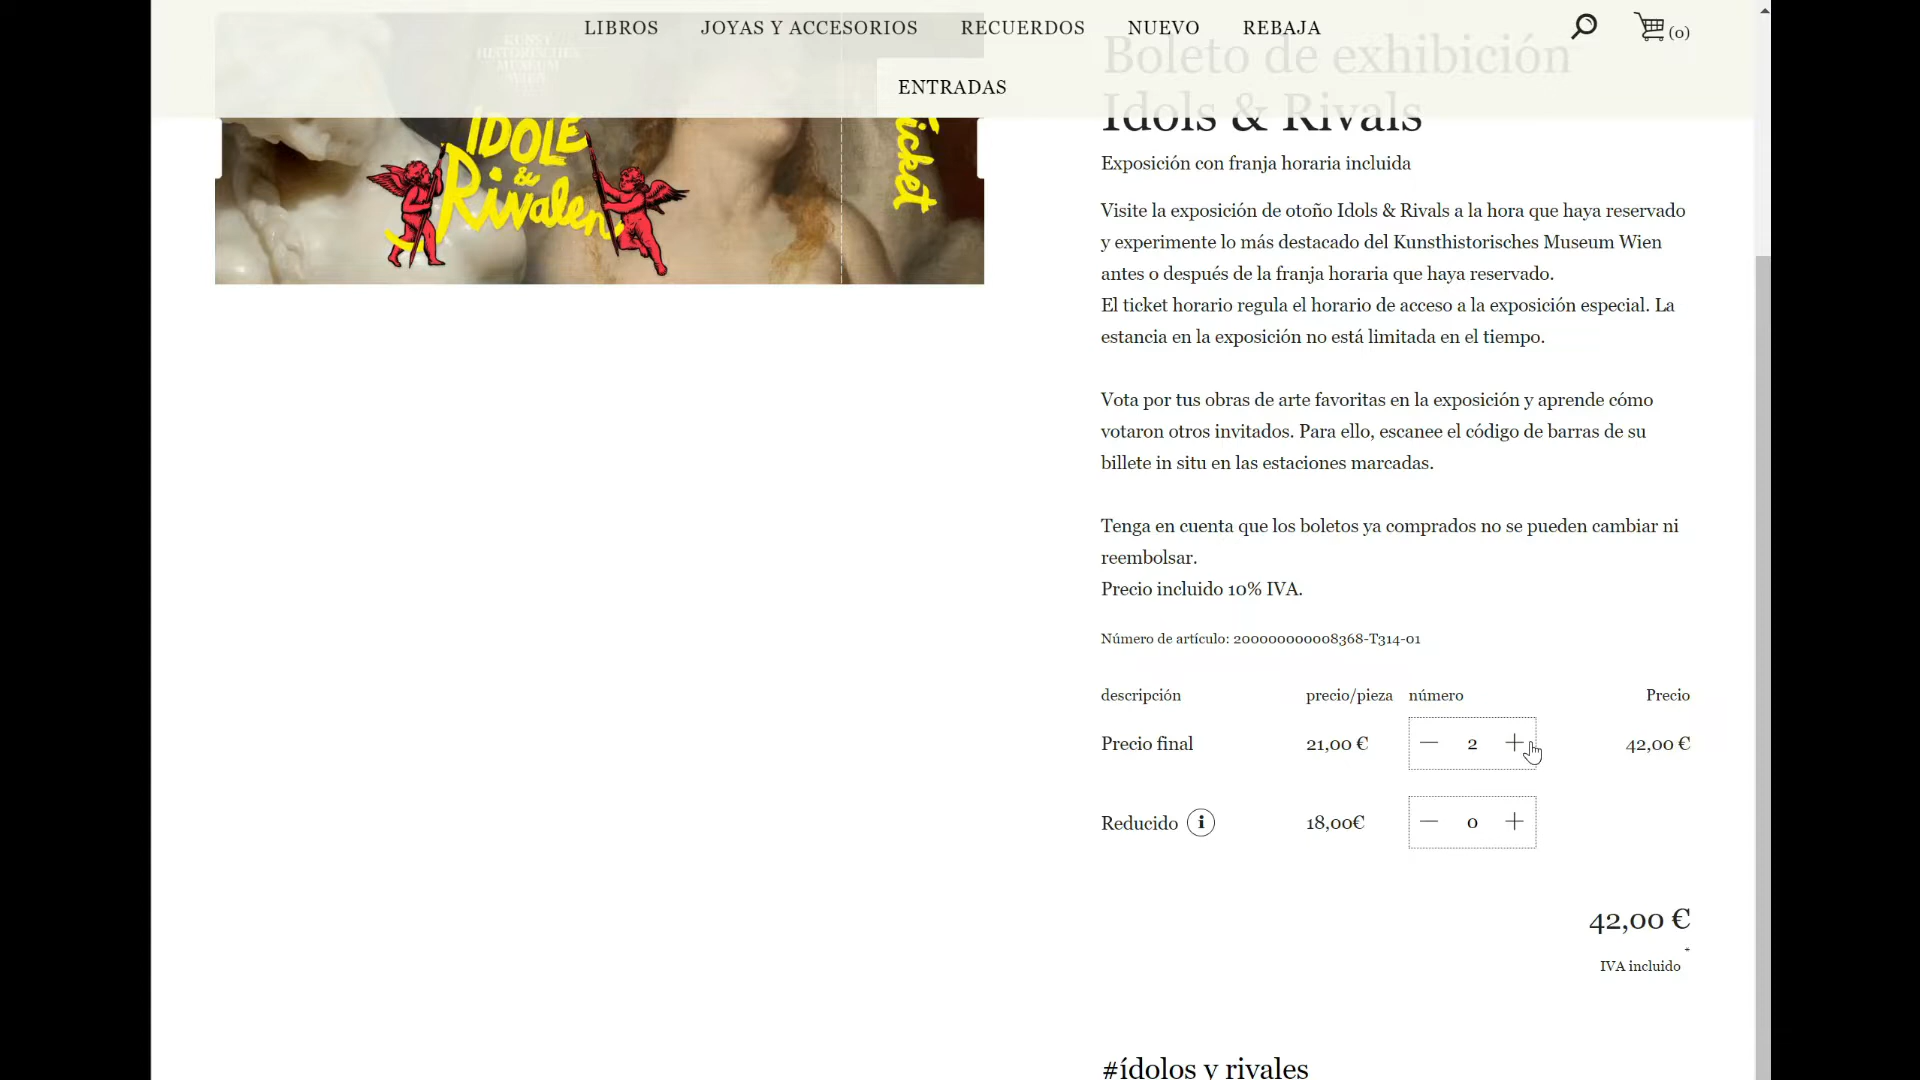 LIBROS JOYAS Y ACCESORIOS RECUERDOS NUEVO REBAJA
(0)
ENTRADAS
KUNST
HISTORISCHES
MUSEUM
WIEN
IDOLE
&
Rivalen
Ticket
Boleto de exhibición
Idols & Rivals
Exposición con franja horaria incluida
Visite la exposición de otoño Idols & Rivals a la hora que haya reservado
y experimente lo más destacado del Kunsthistorisches Museum Wien
antes o después de la franja horaria que haya reservado.
El ticket horario regula el horario de acceso a la exposición especial. La
estancia en la exposición no está limitada en el tiempo.
Vota por tus obras de arte favoritas en la exposición y aprende cómo
votaron otros invitados. Para ello, escanee el código de barras de su
billete in situ en las estaciones marcadas.
Tenga en cuenta que los boletos ya comprados no se pueden cambiar ni
reembolsar.
Precio incluido 10% IVA.
Número de artículo: 200000000008368-T314-01
descripción precio/pieza número Precio
Precio final 21,00 € — 2 + 42,00 €
Reducido i 18,00€ — 0 +
42,00 €
*
IVA incluido
#ídolos y rivales